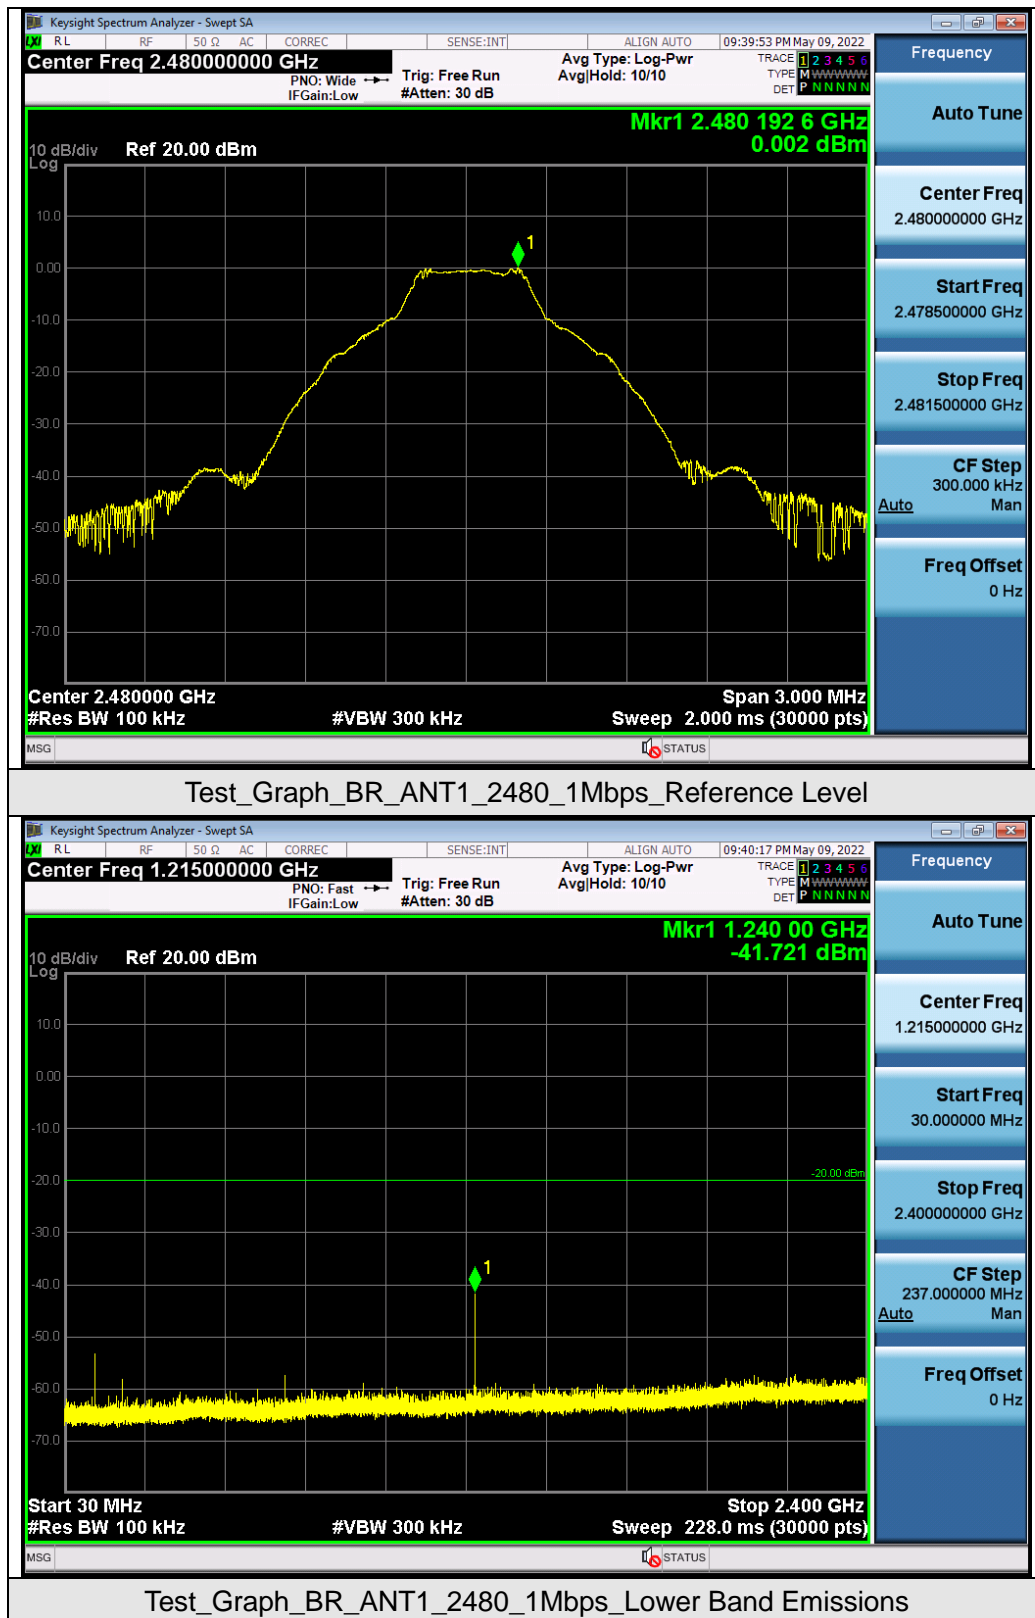 Keysight Spectrum Analyzer - Swept SA
LXI RL RF 50 Ω AC CORREC SENSE:INT ALIGN AUTO 09:39:53 PM May 09, 2022
Center Freq 2.480000000 GHz
PNO: Wide
IFGain:Low
Trig: Free Run
#Atten: 30 dB
Avg Type: Log-Pwr
Avg|Hold: 10/10
TRACE 1 2 3 4 5 6
TYPE M WWWWW
DET P N N N N N
Mkr1 2.480 192 6 GHz
0.002 dBm
10 dB/div Ref 20.00 dBm
Log
10.0
0.00
-10.0
-20.0
-30.0
-40.0
-50.0
-60.0
-70.0
1
Center 2.480000 GHz Span 3.000 MHz
#Res BW 100 kHz #VBW 300 kHz Sweep 2.000 ms (30000 pts)
MSG STATUS
Frequency
Auto Tune
Center Freq
2.480000000 GHz
Start Freq
2.478500000 GHz
Stop Freq
2.481500000 GHz
CF Step
300.000 kHz
Auto Man
Freq Offset
0 Hz
Test_Graph_BR_ANT1_2480_1Mbps_Reference Level
Keysight Spectrum Analyzer - Swept SA
LXI RL RF 50 Ω AC CORREC SENSE:INT ALIGN AUTO 09:40:17 PM May 09, 2022
Center Freq 1.215000000 GHz
PNO: Fast
IFGain:Low
Trig: Free Run
#Atten: 30 dB
Avg Type: Log-Pwr
Avg|Hold: 10/10
TRACE 1 2 3 4 5 6
TYPE M WWWWW
DET P N N N N N
Mkr1 1.240 00 GHz
-41.721 dBm
10 dB/div Ref 20.00 dBm
Log
10.0
0.00
-10.0
-20.0
-30.0
-40.0
-50.0
-60.0
-70.0
-20.00 dBm
1
Start 30 MHz Stop 2.400 GHz
#Res BW 100 kHz #VBW 300 kHz Sweep 228.0 ms (30000 pts)
MSG STATUS
Frequency
Auto Tune
Center Freq
1.215000000 GHz
Start Freq
30.000000 MHz
Stop Freq
2.400000000 GHz
CF Step
237.000000 MHz
Auto Man
Freq Offset
0 Hz
Test_Graph_BR_ANT1_2480_1Mbps_Lower Band Emissions